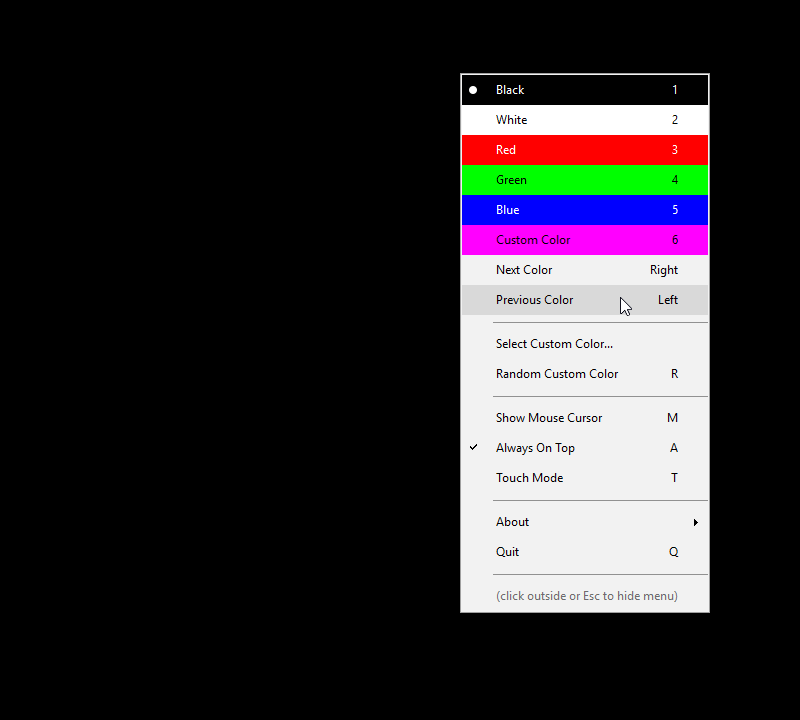 Black 1
White 2
Red 3
Green 4
Blue 5
Custom Color 6
Next Color Right
Previous Color Left
Select Custom Color...
Random Custom Color R
Show Mouse Cursor M
Always On Top A
Touch Mode T
About
Quit Q
(click outside or Esc to hide menu)